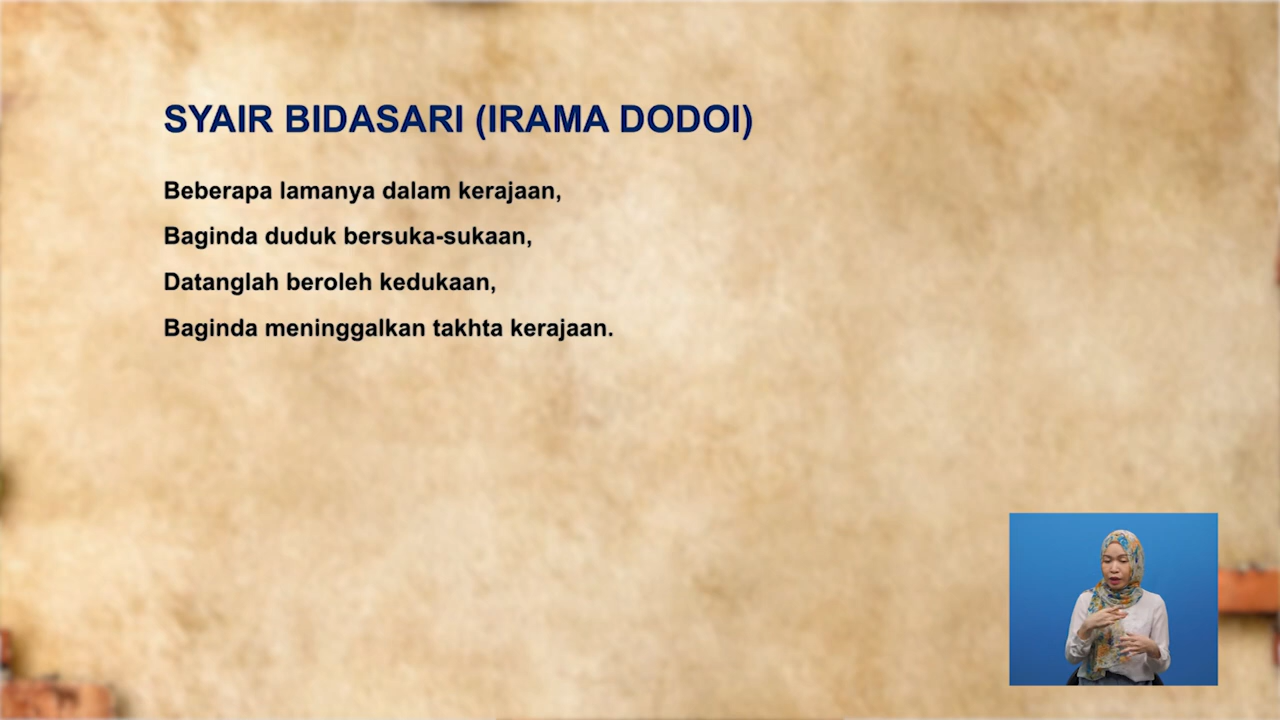 SYAIR BIDASARI (IRAMA DODOI)
Beberapa lamanya dalam kerajaan,
Baginda duduk bersuka-sukaan,
Datanglah beroleh kedukaan,
Baginda meninggalkan takhta kerajaan.